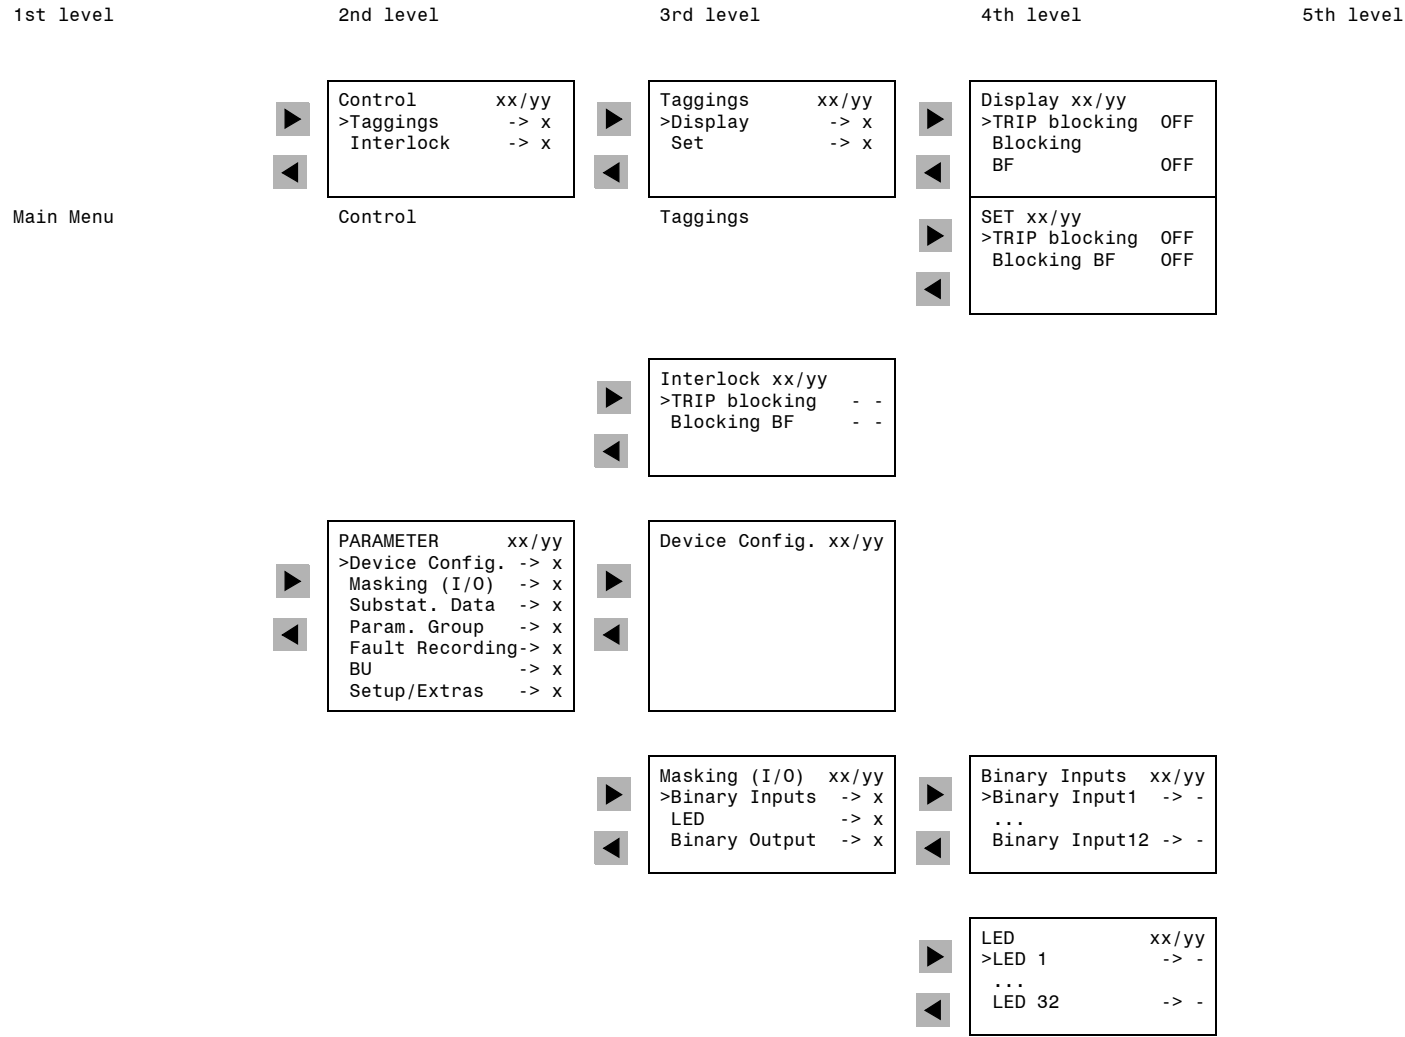 1st level 2nd level 3rd level 4th level 5th level
Control xx/yy
>Taggings -> x
Interlock -> x
Taggings xx/yy
>Display -> x
Set -> x
Display xx/yy
>TRIP blocking OFF
Blocking
BF OFF
Main Menu Control Taggings
SET xx/yy
>TRIP blocking OFF
Blocking BF OFF
Interlock xx/yy
>TRIP blocking - -
Blocking BF - -
PARAMETER xx/yy
>Device Config. -> x
Masking (I/O) -> x
Substat. Data -> x
Param. Group -> x
Fault Recording-> x
BU -> x
Setup/Extras -> x
Device Config. xx/yy
Masking (I/O) xx/yy
>Binary Inputs -> x
LED -> x
Binary Output -> x
Binary Inputs xx/yy
>Binary Input1 -> -
...
Binary Input12 -> -
LED xx/yy
>LED 1 -> -
...
LED 32 -> -